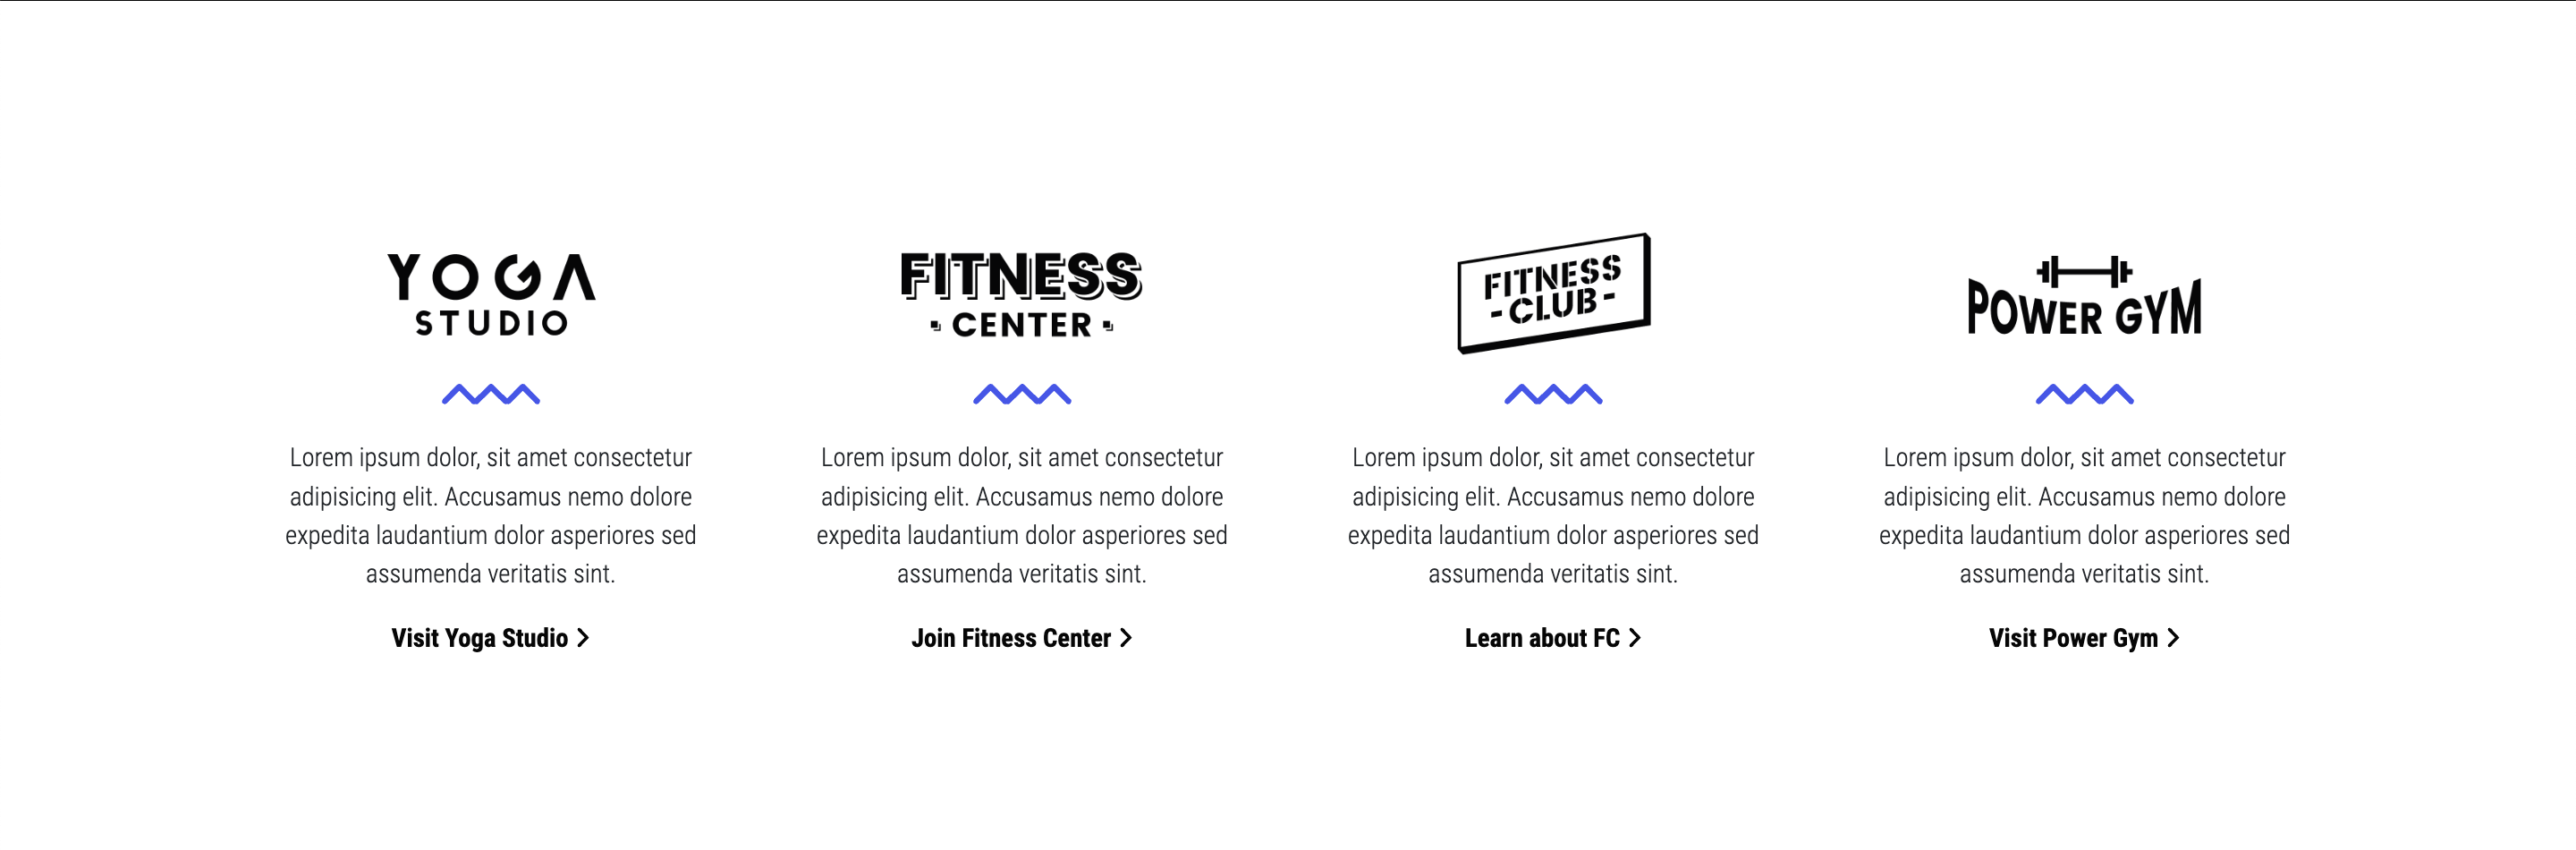 YOGA
STUDIO
Lorem ipsum dolor, sit amet consectetur
adipisicing elit. Accusamus nemo dolore
expedita laudantium dolor asperiores sed
assumenda veritatis sint.
Visit Yoga Studio
FITNESS
CENTER
Lorem ipsum dolor, sit amet consectetur
adipisicing elit. Accusamus nemo dolore
expedita laudantium dolor asperiores sed
assumenda veritatis sint.
Join Fitness Center
FITNESS
-CLUB-
Lorem ipsum dolor, sit amet consectetur
adipisicing elit. Accusamus nemo dolore
expedita laudantium dolor asperiores sed
assumenda veritatis sint.
Learn about FC
POWER GYM
Lorem ipsum dolor, sit amet consectetur
adipisicing elit. Accusamus nemo dolore
expedita laudantium dolor asperiores sed
assumenda veritatis sint.
Visit Power Gym